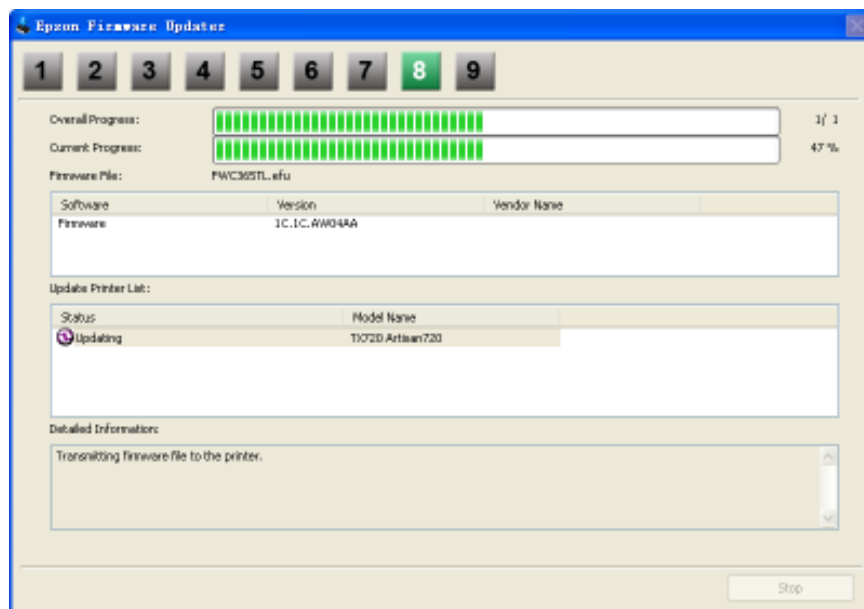 Epson Firmware Updater
1 2 3 4 5 6 7 8 9
Overall Progress: 1/ 1
Current Progress: 47 %
Firmware File: FWC365TL.efu
Software Version Vendor Name
Firmware 1C.1C.AW04AA
Update Printer List:
Status Model Name
Updating TX720 Artisan720
Detailed Information:
Transmitting firmware file to the printer.
Stop